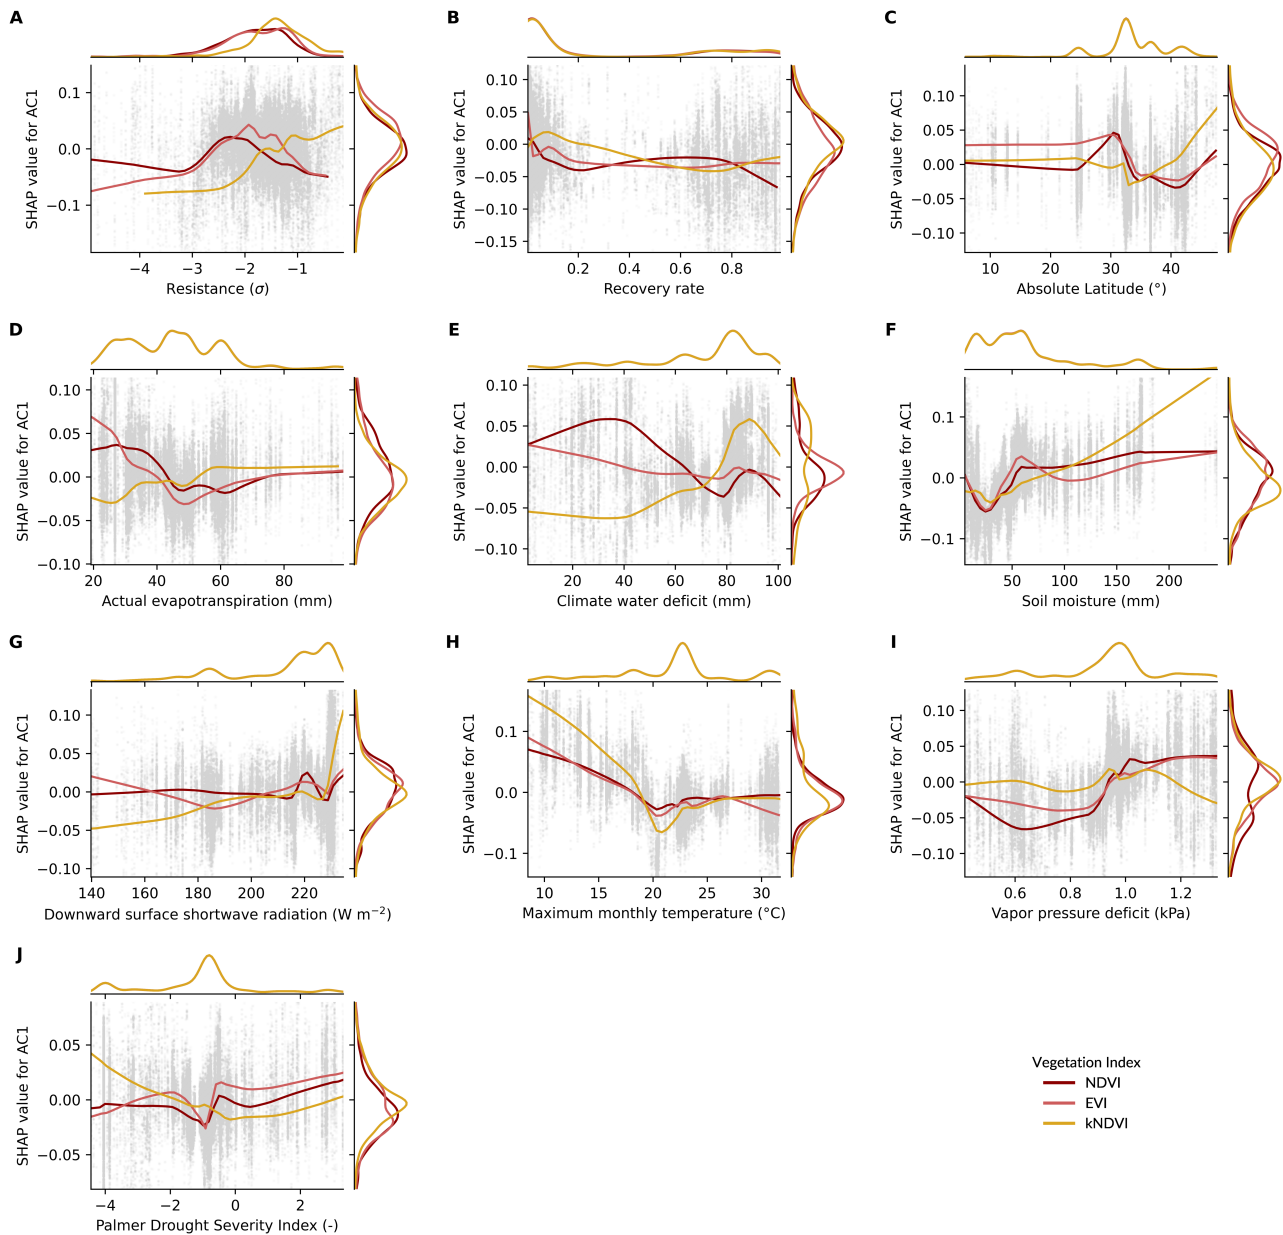 A
B
C
SHAP value for AC1
0.1
0.0
−0.1
−4
−3
−2
−1
Resistance (σ)
SHAP value for AC1
0.10
0.05
0.00
−0.05
−0.10
−0.15
0.2
0.4
0.6
0.8
Recovery rate
SHAP value for AC1
0.10
0.05
0.00
−0.05
−0.10
10
20
30
40
Absolute Latitude (°)
D
E
F
SHAP value for AC1
0.10
0.05
0.00
−0.05
−0.10
20
40
60
80
Actual evapotranspiration (mm)
SHAP value for AC1
0.10
0.05
0.00
−0.05
−0.10
20
40
60
80
100
Climate water deficit (mm)
SHAP value for AC1
0.1
0.0
−0.1
50
100
150
200
Soil moisture (mm)
G
H
I
SHAP value for AC1
0.10
0.05
0.00
−0.05
−0.10
140
160
180
200
220
Downward surface shortwave radiation (W m⁻²)
SHAP value for AC1
0.1
0.0
−0.1
10
15
20
25
30
Maximum monthly temperature (°C)
SHAP value for AC1
0.10
0.05
0.00
−0.05
−0.10
0.6
0.8
1.0
1.2
Vapor pressure deficit (kPa)
J
SHAP value for AC1
0.05
0.00
−0.05
−4
−2
0
2
Palmer Drought Severity Index (-)
Vegetation Index
NDVI
EVI
kNDVI